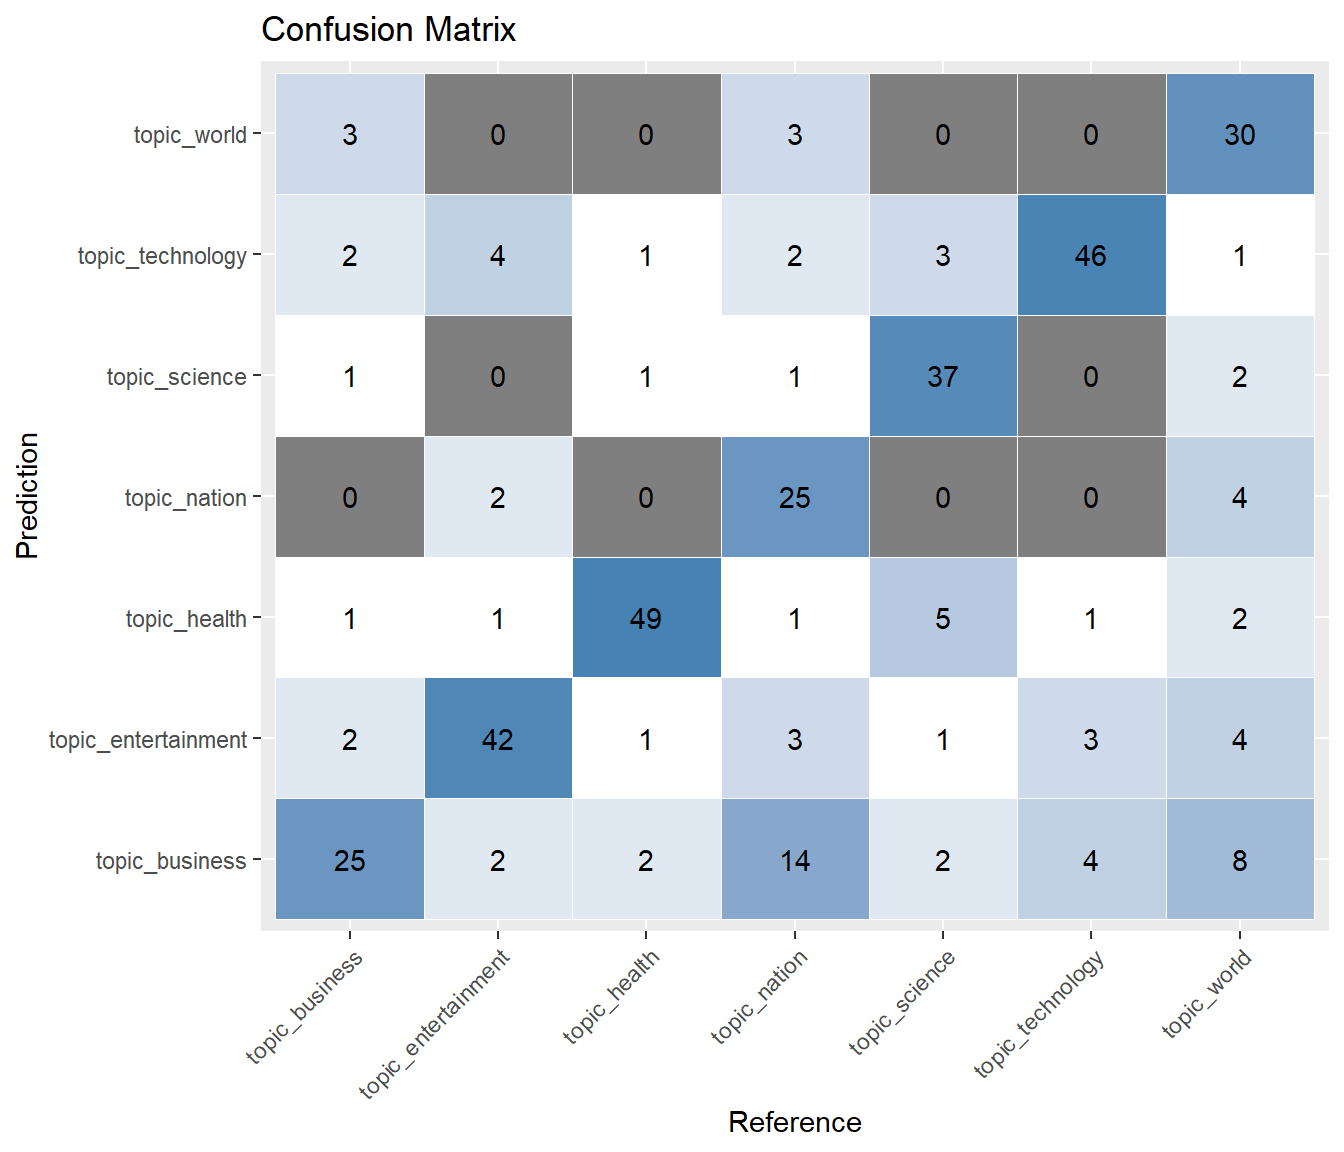 Confusion Matrix
topic_world 3 0 0 3 0 0 30
topic_technology 2 4 1 2 3 46 1
topic_science 1 0 1 1 37 0 2
topic_nation 0 2 0 25 0 0 4
topic_health 1 1 49 1 5 1 2
topic_entertainment 2 42 1 3 1 3 4
topic_business 25 2 2 14 2 4 8
Prediction
topic_business
topic_entertainment
topic_health
topic_nation
topic_science
topic_technology
topic_world
Reference